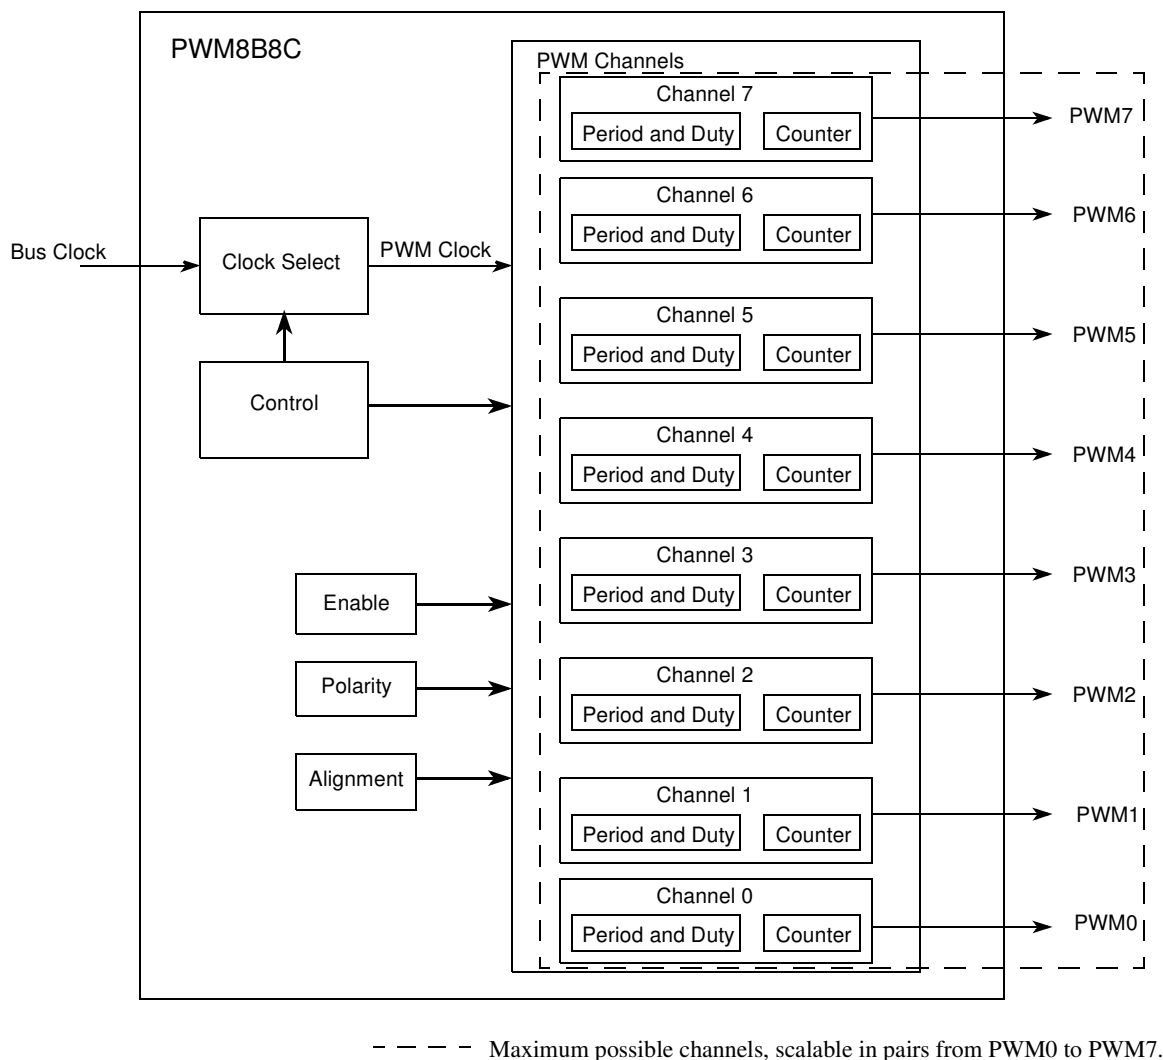 PWM8B8C
PWM Channels
Channel 7
Period and Duty
Counter
PWM7
Channel 6
Period and Duty
Counter
PWM6
Bus Clock
Clock Select
PWM Clock
Channel 5
Period and Duty
Counter
PWM5
Control
Channel 4
Period and Duty
Counter
PWM4
Channel 3
Period and Duty
Counter
PWM3
Enable
Polarity
Channel 2
Period and Duty
Counter
PWM2
Alignment
Channel 1
Period and Duty
Counter
PWM1
Channel 0
Period and Duty
Counter
PWM0
Maximum possible channels, scalable in pairs from PWM0 to PWM7.